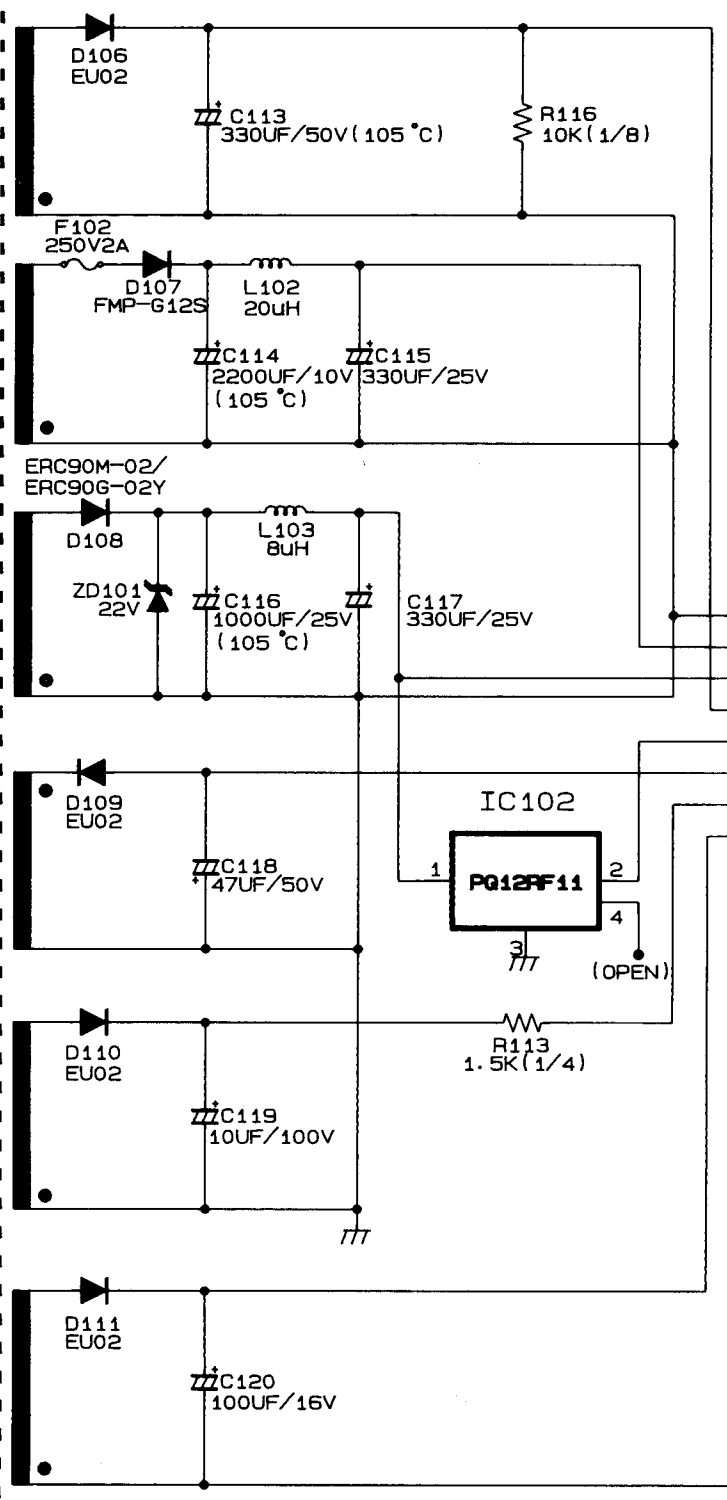 D106
EU02
C113
330UF/50V(105°C)
R116
10K(1/8)
F102
250V2A
D107
FMP-G12S
L102
20uH
C114
2200UF/10V
(105°C)
C115
330UF/25V
ERC90M-02/
ERC90G-02Y
D108
L103
8uH
ZD101
22V
C116
1000UF/25V
(105°C)
C117
330UF/25V
D109
EU02
C118
47UF/50V
IC102
1
PQ12RF11
2
4
3
(OPEN)
D110
EU02
R113
1.5K(1/4)
C119
10UF/100V
D111
EU02
C120
100UF/16V